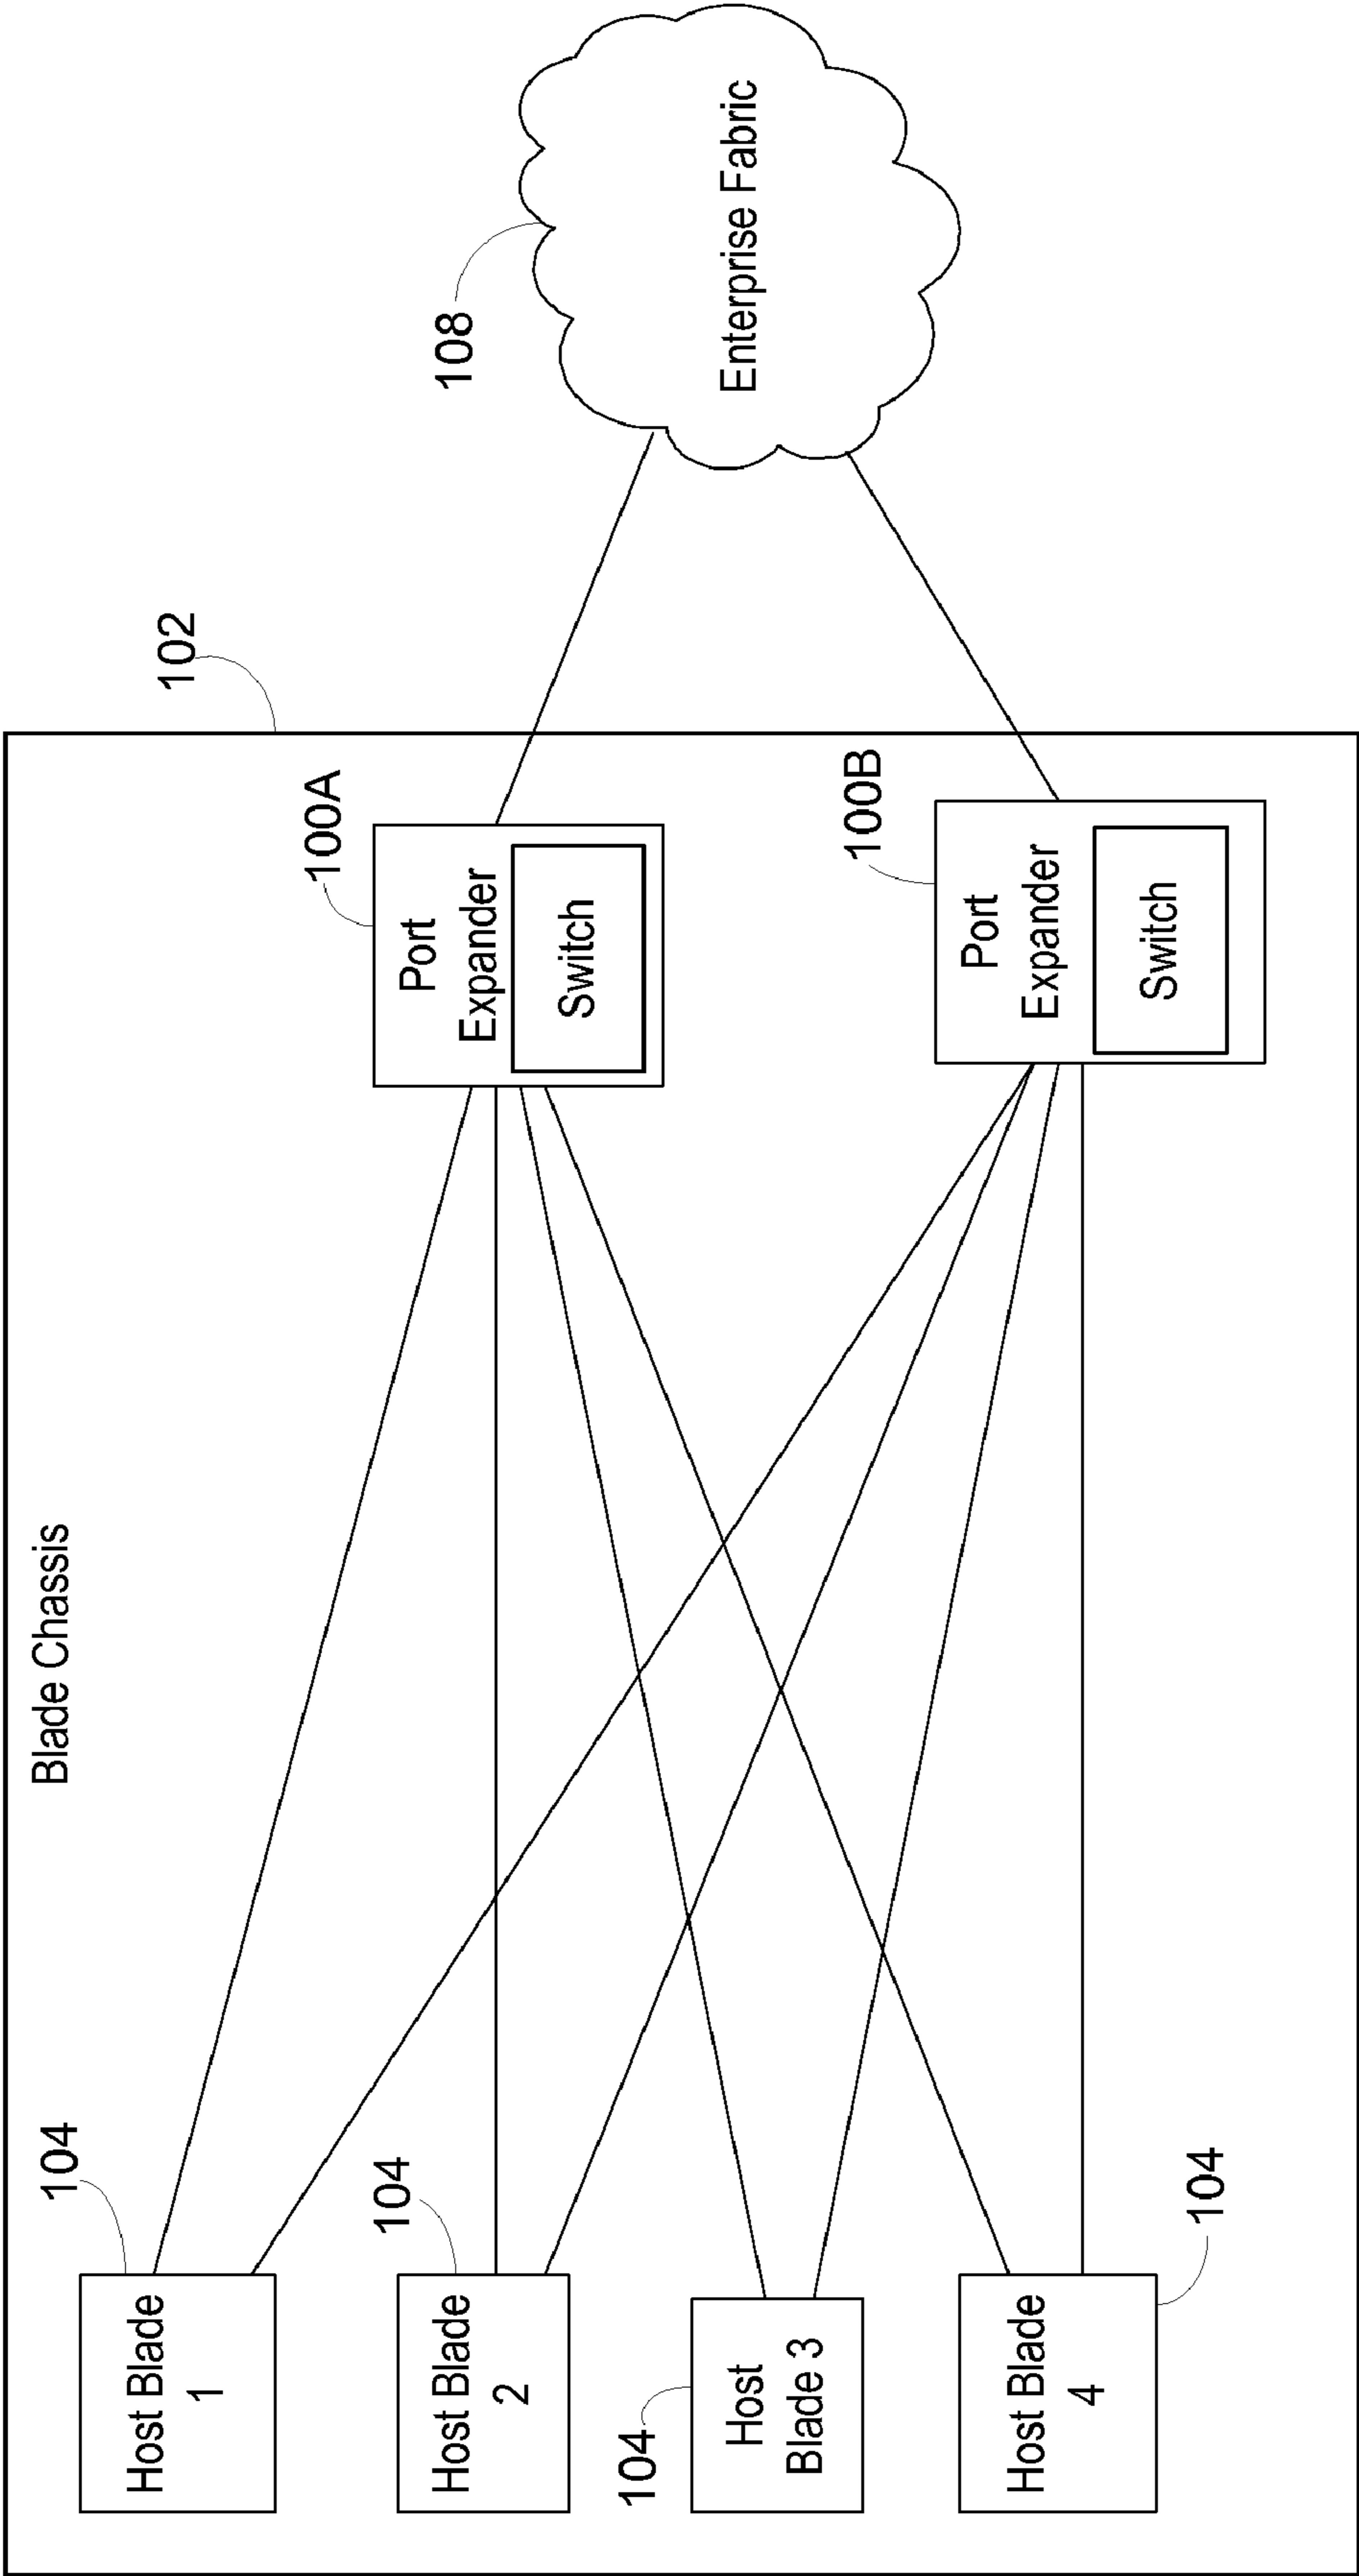 Blade Chassis
102
104
Host Blade
1
104
Host Blade
2
104
Host
Blade 3
104
Host Blade
4
100A
Port
Expander
Switch
100B
Port
Expander
Switch
108
Enterprise Fabric